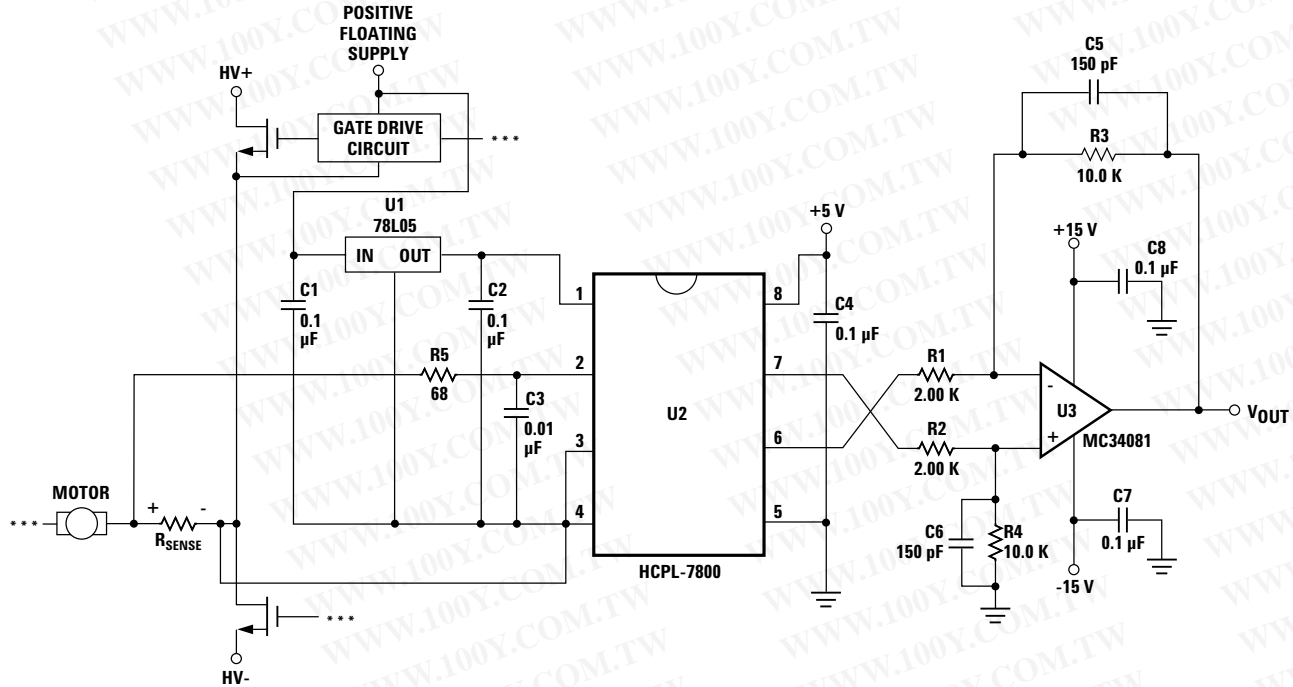 POSITIVE
FLOATING
SUPPLY
HV+
GATE DRIVE
CIRCUIT
***
U1
78L05
IN OUT
C1
0.1
µF
C2
0.1
µF
R5
68
C3
0.01
µF
MOTOR
***
+ -
RSENSE
***
HV-
1
2
3
4
8
7
6
5
U2
HCPL-7800
+5 V
C4
0.1 µF
R1
2.00 K
R2
2.00 K
C5
150 pF
R3
10.0 K
+15 V
C8
0.1 µF
-
+
U3
MC34081
VOUT
C6
150 pF
R4
10.0 K
C7
0.1 µF
-15 V
WWW.100Y.COM.TW